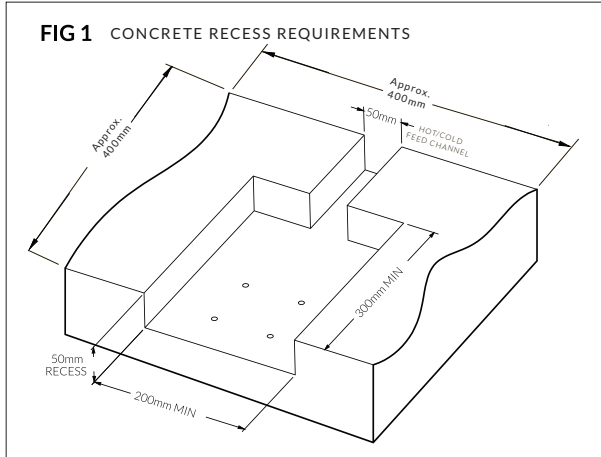 FIG 1 CONCRETE RECESS REQUIREMENTS
Approx.
400mm
Approx.
400mm
50mm
HOT/COLD
FEED CHANNEL
300mm MIN
50mm
RECESS
200mm MIN